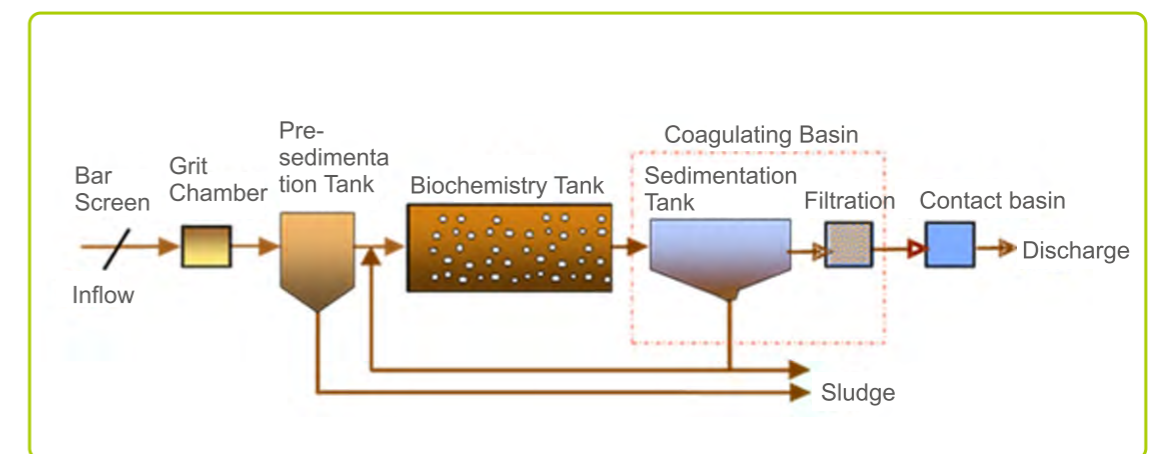 Bar
Screen
Inflow
Grit
Chamber
Pre-
sedimenta
tion Tank
Biochemistry Tank
Coagulating Basin
Sedimentation
Tank
Filtration
Contact basin
Discharge
Sludge